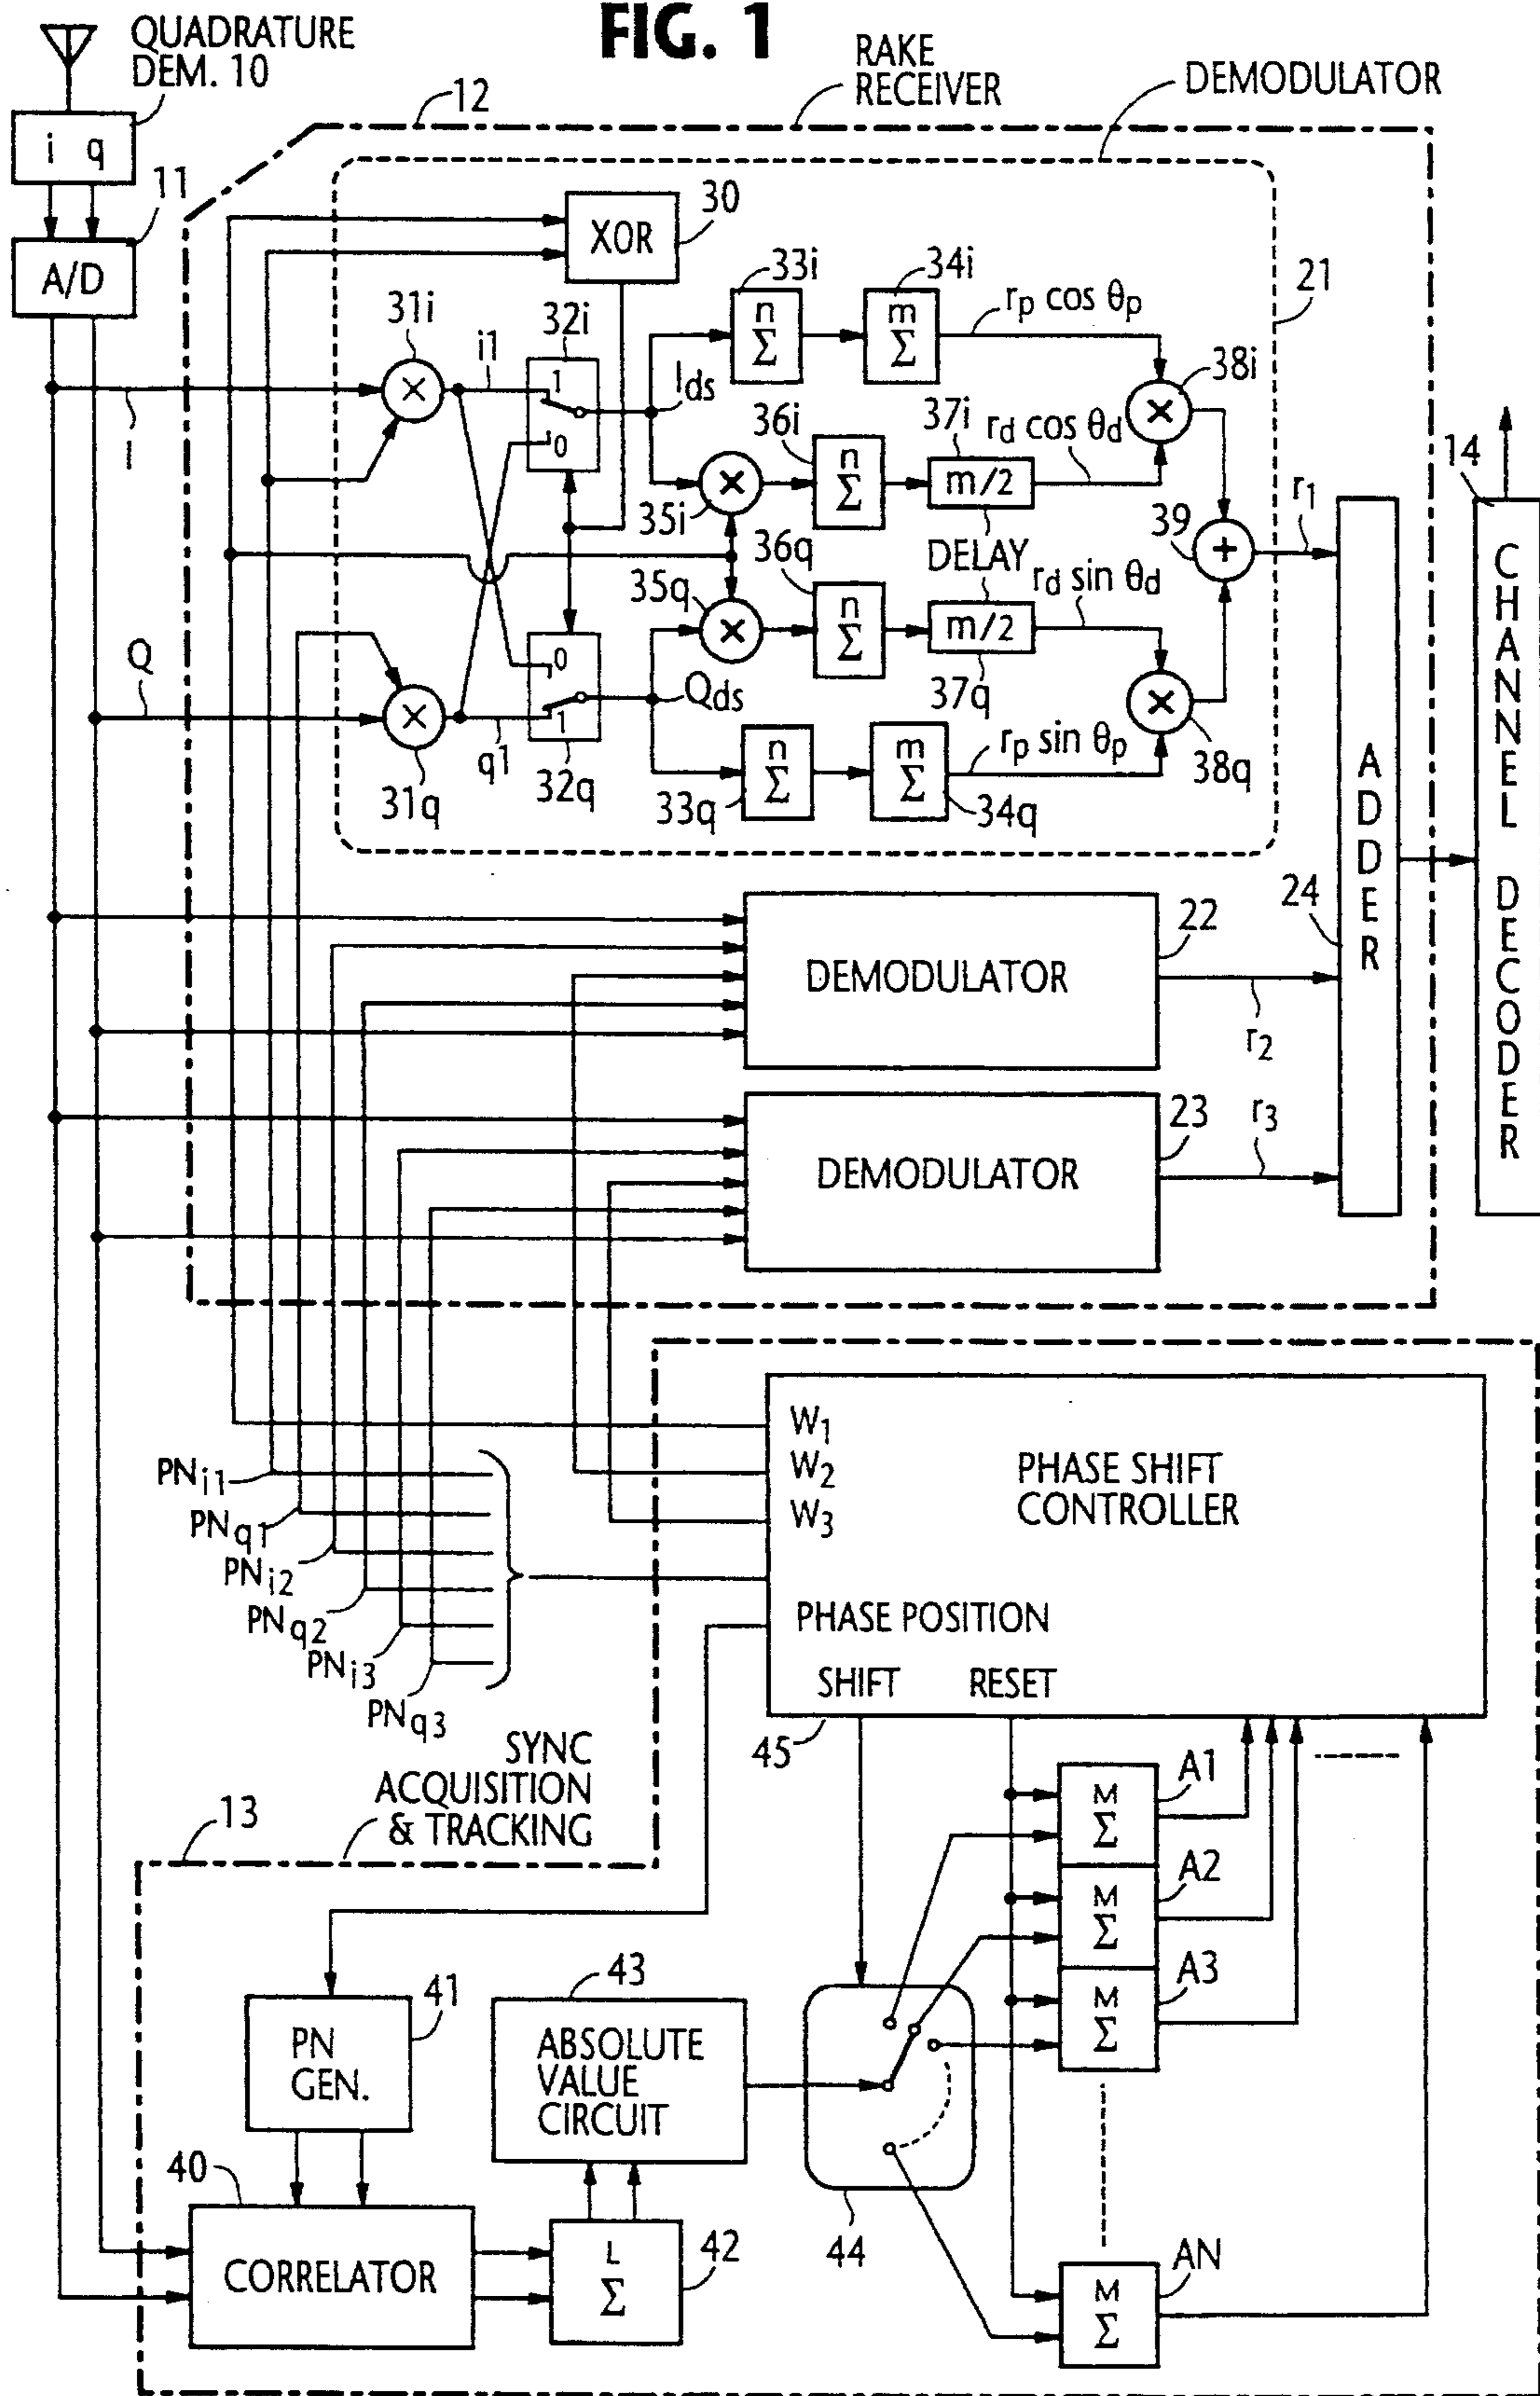 FIG. 1
QUADRATURE
DEM. 10
RAKE
RECEIVER
DEMODULATOR
12
i q
11
A/D
XOR
30
21
31i
i1
32i
1
0
Ids
33i
n
Σ
34i
m
Σ
rp cos θp
38i
×
×
I
36i
n
Σ
37i
m/2
rd cos θd
35i
×
DELAY
39
+
r1
14
CHANNEL DECODER
35q
×
36q
n
Σ
m/2
37q
rd sin θd
Q
×
31q
q1
0
1
32q
Qds
33q
n
Σ
m
Σ
34q
rp sin θp
×
38q
ADDER
24
DEMODULATOR
22
r2
DEMODULATOR
23
r3
W1
W2
W3
PHASE SHIFT
CONTROLLER
PHASE POSITION
SHIFT
RESET
45
PNi1
PNq1
PNi2
PNq2
PNi3
PNq3
SYNC
ACQUISITION
& TRACKING
13
M
Σ
A1
M
Σ
A2
M
Σ
A3
M
Σ
AN
PN
GEN.
41
ABSOLUTE
VALUE
CIRCUIT
43
44
40
CORRELATOR
L
Σ
42